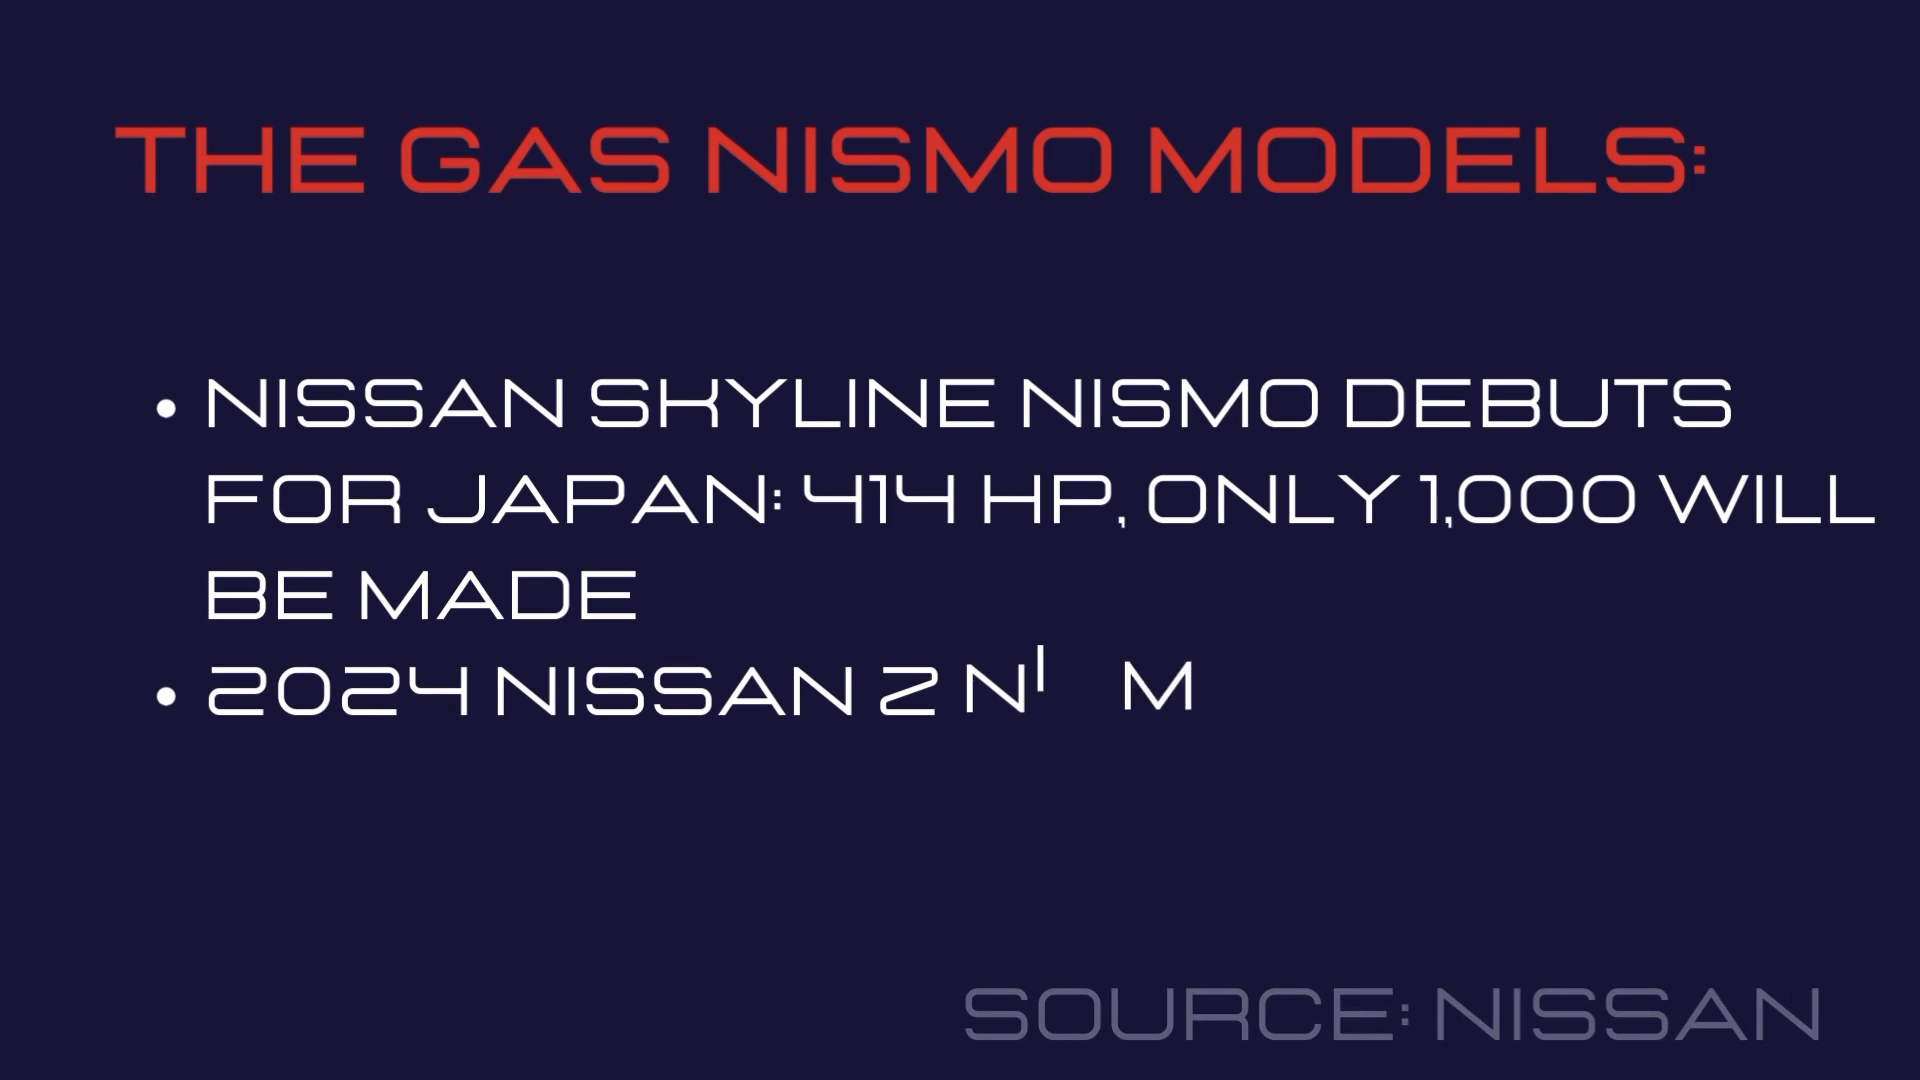 THE GAS NISMO MODELS:
• NISSAN SKYLINE NISMO DEBUTS
FOR JAPAN: 414 HP, ONLY 1,000 WILL
BE MADE
• 2024 NISSAN Z NI M
SOURCE: NISSAN